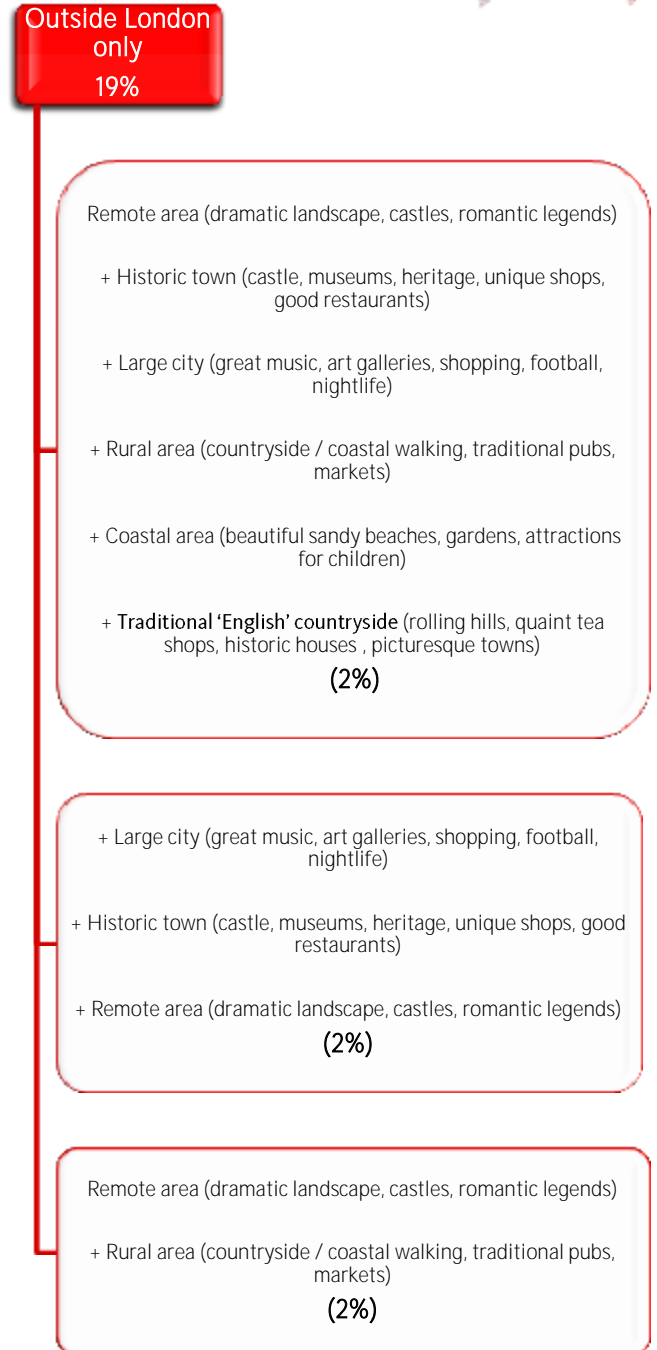 Outside London
only
19%
Remote area (dramatic landscape, castles, romantic legends)
+ Historic town (castle, museums, heritage, unique shops,
good restaurants)
+ Large city (great music, art galleries, shopping, football,
nightlife)
+ Rural area (countryside / coastal walking, traditional pubs,
markets)
+ Coastal area (beautiful sandy beaches, gardens, attractions
for children)
+ Traditional ‘English’ countryside (rolling hills, quaint tea
shops, historic houses , picturesque towns)
(2%)
+ Large city (great music, art galleries, shopping, football,
nightlife)
+ Historic town (castle, museums, heritage, unique shops, good
restaurants)
+ Remote area (dramatic landscape, castles, romantic legends)
(2%)
Remote area (dramatic landscape, castles, romantic legends)
+ Rural area (countryside / coastal walking, traditional pubs,
markets)
(2%)